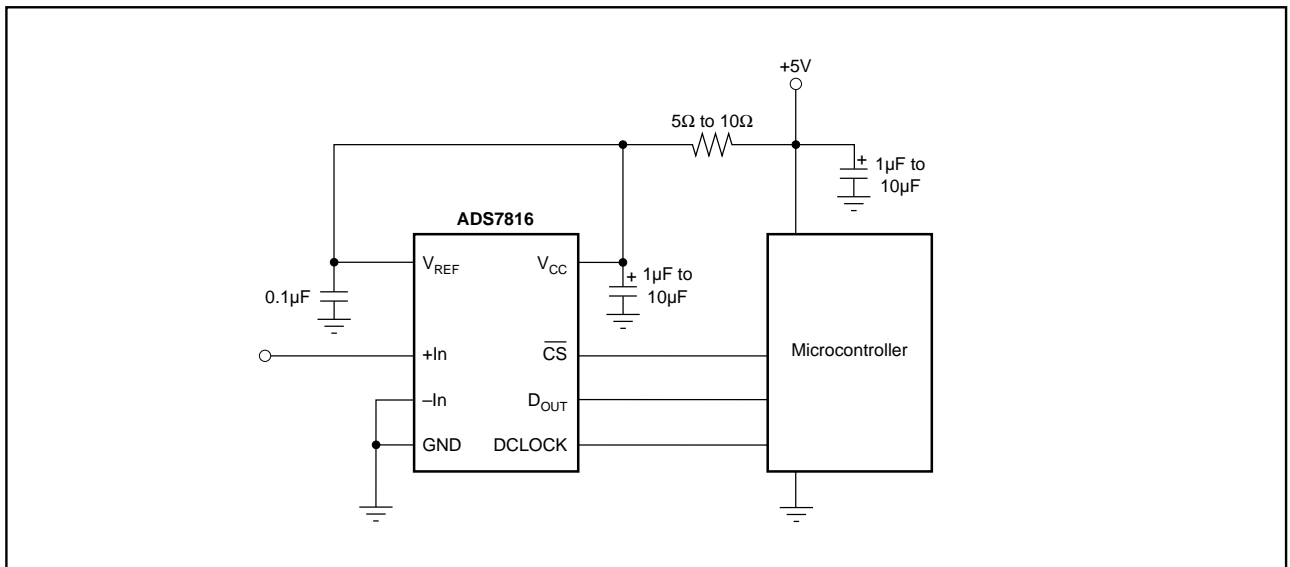 +5V
5Ω to 10Ω
+ 1µF to
10µF
ADS7816
V_REF
V_CC
+ 1µF to
10µF
0.1µF
+In
C̅S̅
Microcontroller
–In
D_OUT
GND
DCLOCK